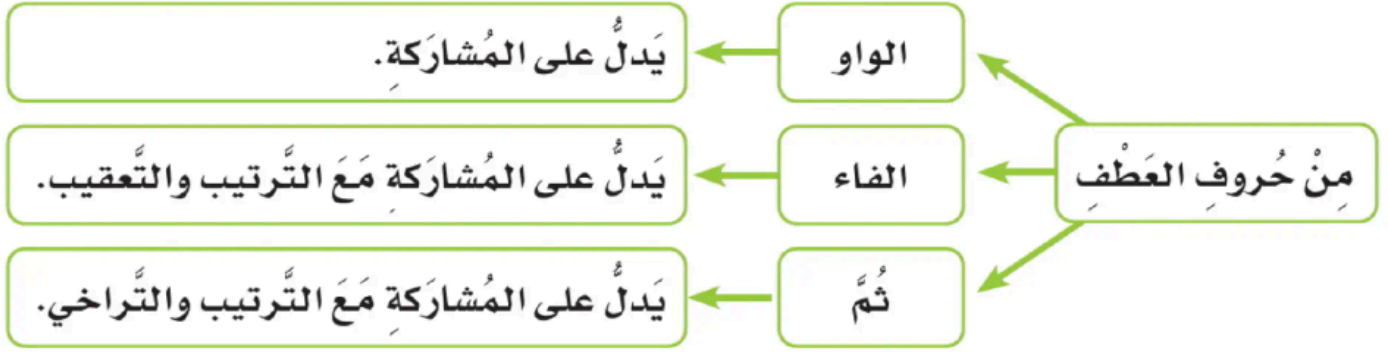 مِنْ حُروفِ العَطْفِ
الواو
يَدلُّ على المُشارَكةِ.
الفاء
يَدلُّ على المُشارَكةِ مَعَ التَّرتيب والتَّعقيب.
ثُمَّ
يَدلُّ على المُشارَكةِ مَعَ التَّرتيب والتَّراخي.